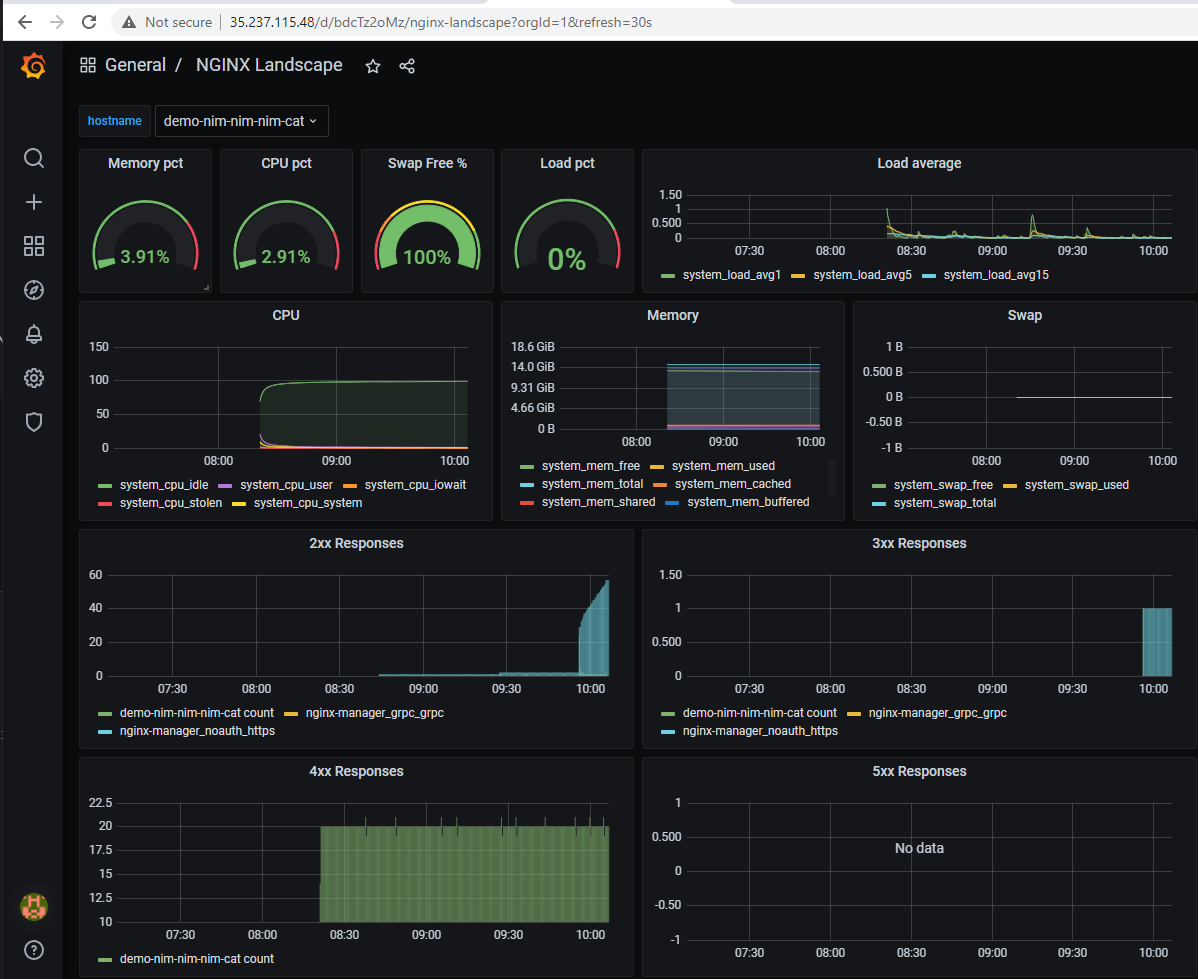 Not secure | 35.237.115.48/d/bdcTz2oMz/nginx-landscape?orgId=1&refresh=30s
General / NGINX Landscape
hostname demo-nim-nim-nim-cat
Memory pct
3.91%
CPU pct
2.91%
Swap Free %
100%
Load pct
0%
Load average
1.50
1
0.500
0
07:30 08:00 08:30 09:00 09:30 10:00
system_load_avg1 system_load_avg5 system_load_avg15
CPU
150
100
50
0
08:00 09:00 10:00
system_cpu_idle system_cpu_user system_cpu_iowait
system_cpu_stolen system_cpu_system
Memory
18.6 GiB
14.0 GiB
9.31 GiB
4.66 GiB
0 B
08:00 09:00 10:00
system_mem_free system_mem_used
system_mem_total system_mem_cached
system_mem_shared system_mem_buffered
Swap
1 B
0.500 B
0 B
-0.50 B
-1 B
08:00 09:00 10:00
system_swap_free system_swap_used
system_swap_total
2xx Responses
60
40
20
0
07:30 08:00 08:30 09:00 09:30 10:00
demo-nim-nim-nim-cat count nginx-manager_grpc_grpc
nginx-manager_noauth_https
3xx Responses
1.50
1
0.500
0
07:30 08:00 08:30 09:00 09:30 10:00
demo-nim-nim-nim-cat count nginx-manager_grpc_grpc
nginx-manager_noauth_https
4xx Responses
22.5
20
17.5
15
12.5
10
07:30 08:00 08:30 09:00 09:30 10:00
demo-nim-nim-nim-cat count
5xx Responses
1
0.500
0
-0.50
-1
No data
07:30 08:00 08:30 09:00 09:30 10:00